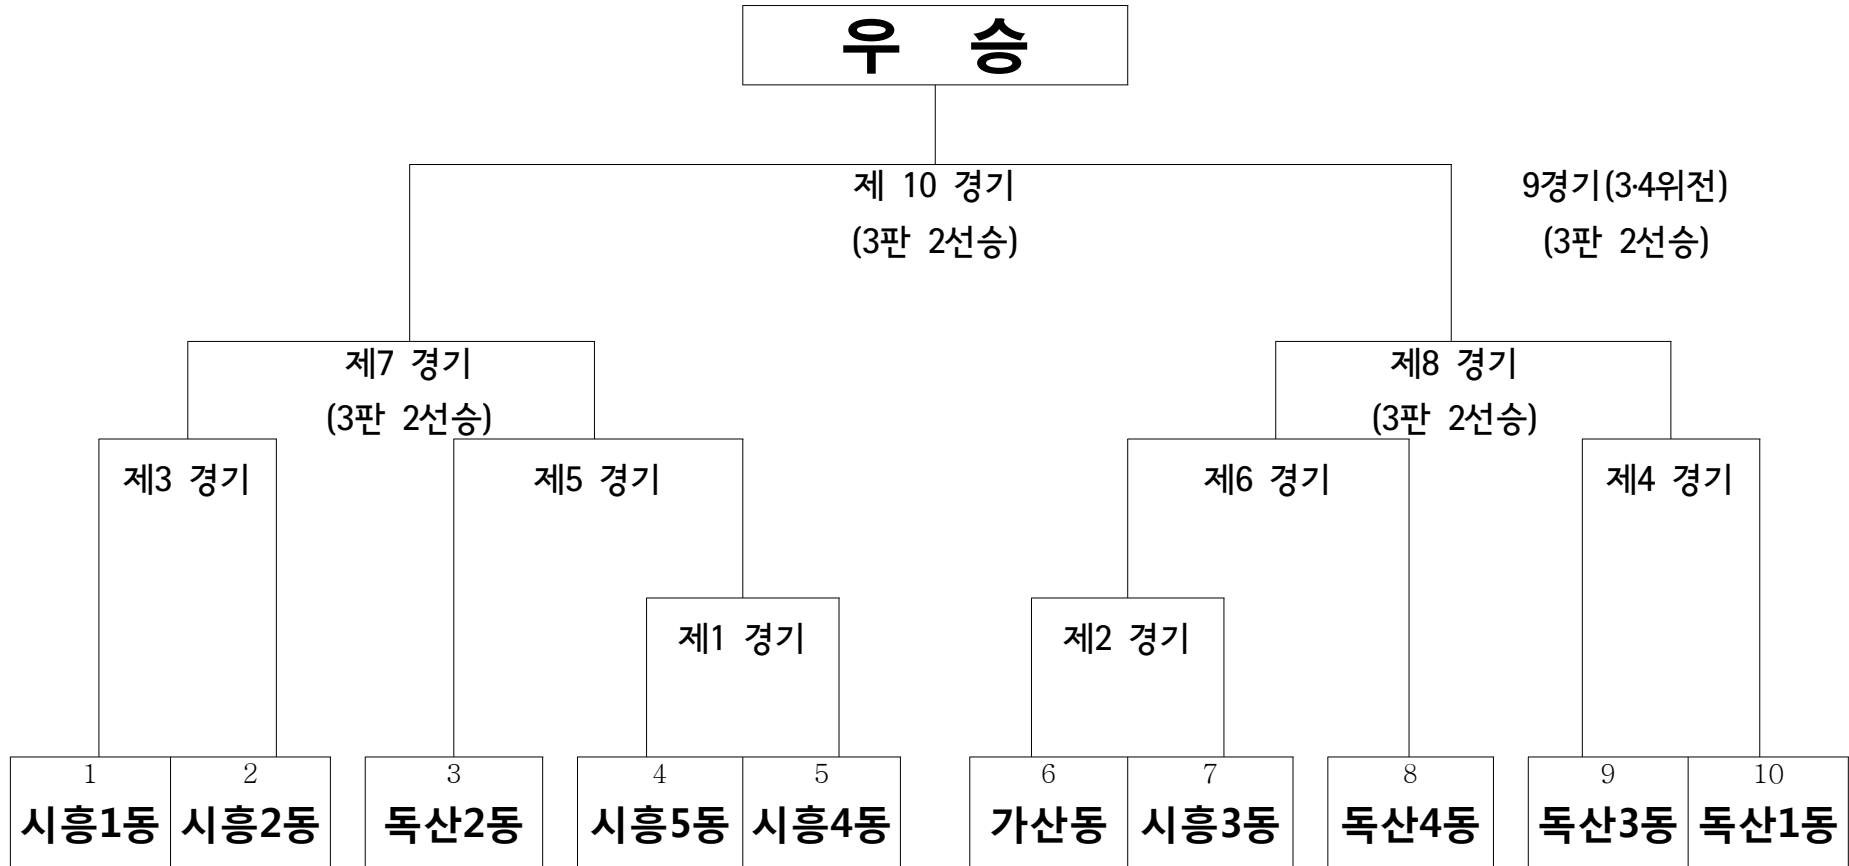 우 승
제 10 경기
(3판 2선승)
9경기(3·4위전)
(3판 2선승)
제7 경기
(3판 2선승)
제8 경기
(3판 2선승)
제3 경기
제5 경기
제6 경기
제4 경기
제1 경기
제2 경기
1
시흥1동
2
시흥2동
3
독산2동
4
시흥5동
5
시흥4동
6
가산동
7
시흥3동
8
독산4동
9
독산3동
10
독산1동